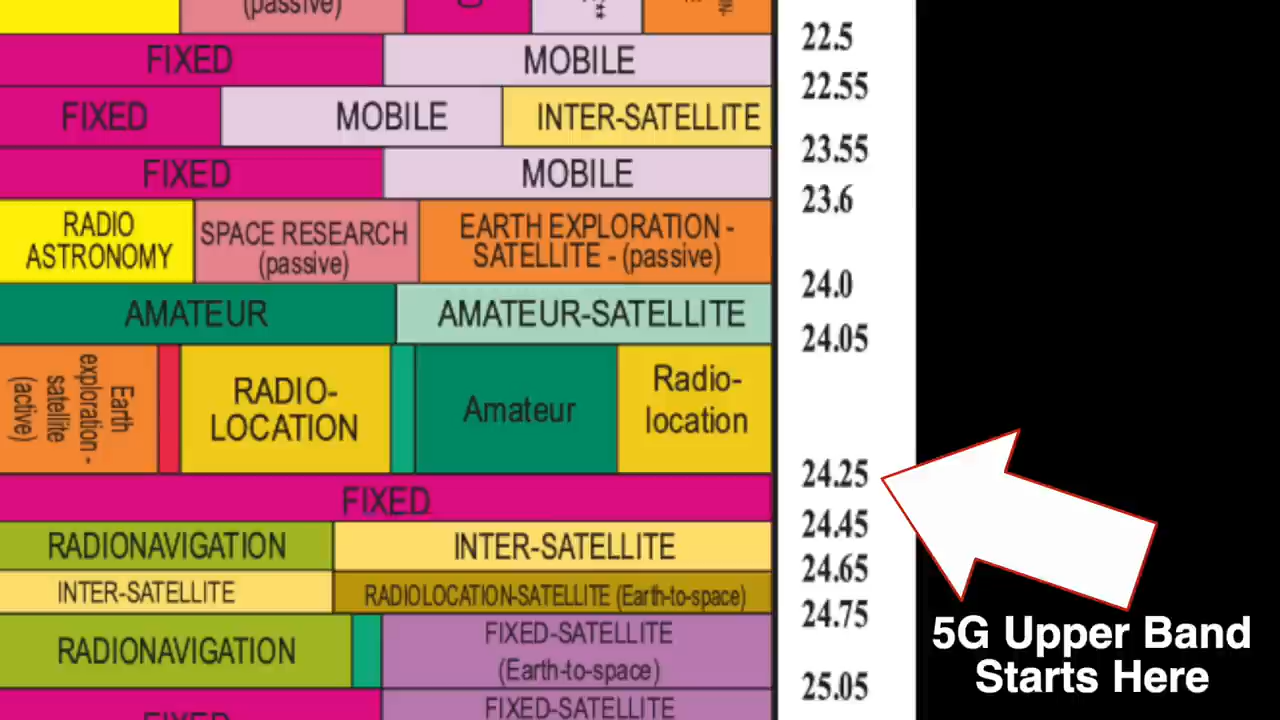 (passive)
22.5
FIXED
MOBILE
22.55
FIXED
MOBILE
INTER-SATELLITE
23.55
FIXED
MOBILE
23.6
RADIO
ASTRONOMY
SPACE RESEARCH
(passive)
EARTH EXPLORATION -
SATELLITE - (passive)
24.0
AMATEUR
AMATEUR-SATELLITE
24.05
Earth
exploration -
satellite
(active)
RADIO-
LOCATION
Amateur
Radio-
location
24.25
FIXED
24.45
RADIONAVIGATION
INTER-SATELLITE
24.65
INTER-SATELLITE
RADIOLOCATION-SATELLITE (Earth-to-space)
24.75
RADIONAVIGATION
FIXED-SATELLITE
(Earth-to-space)
25.05
FIXED
FIXED-SATELLITE
5G Upper Band
Starts Here